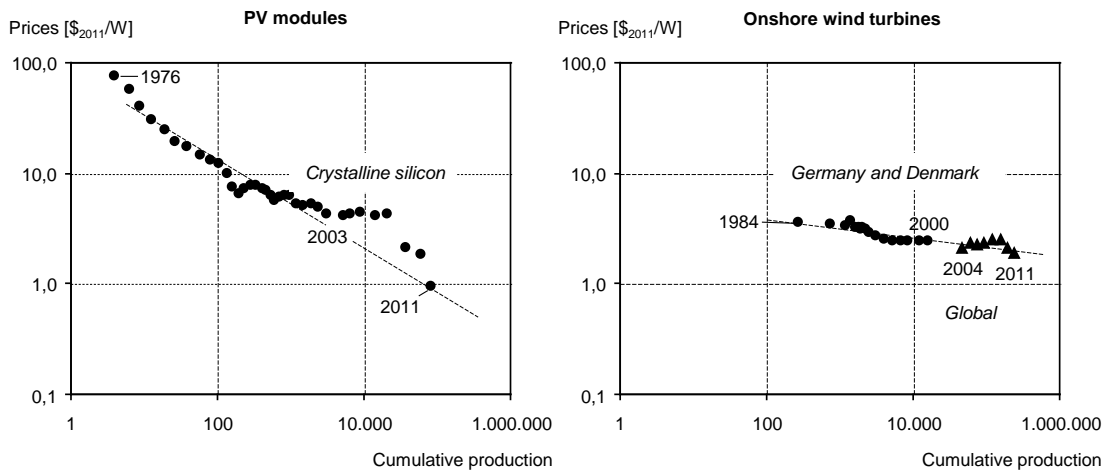 PV modules
Prices [$2011/W]
100,0
10,0
1,0
0,1
1976
Crystalline silicon
2003
2011
1
100
10.000
1.000.000
Cumulative production
Onshore wind turbines
Prices [$2011/W]
100,0
10,0
1,0
0,1
Germany and Denmark
1984
2000
2004
2011
Global
1
100
10.000
1.000.000
Cumulative production